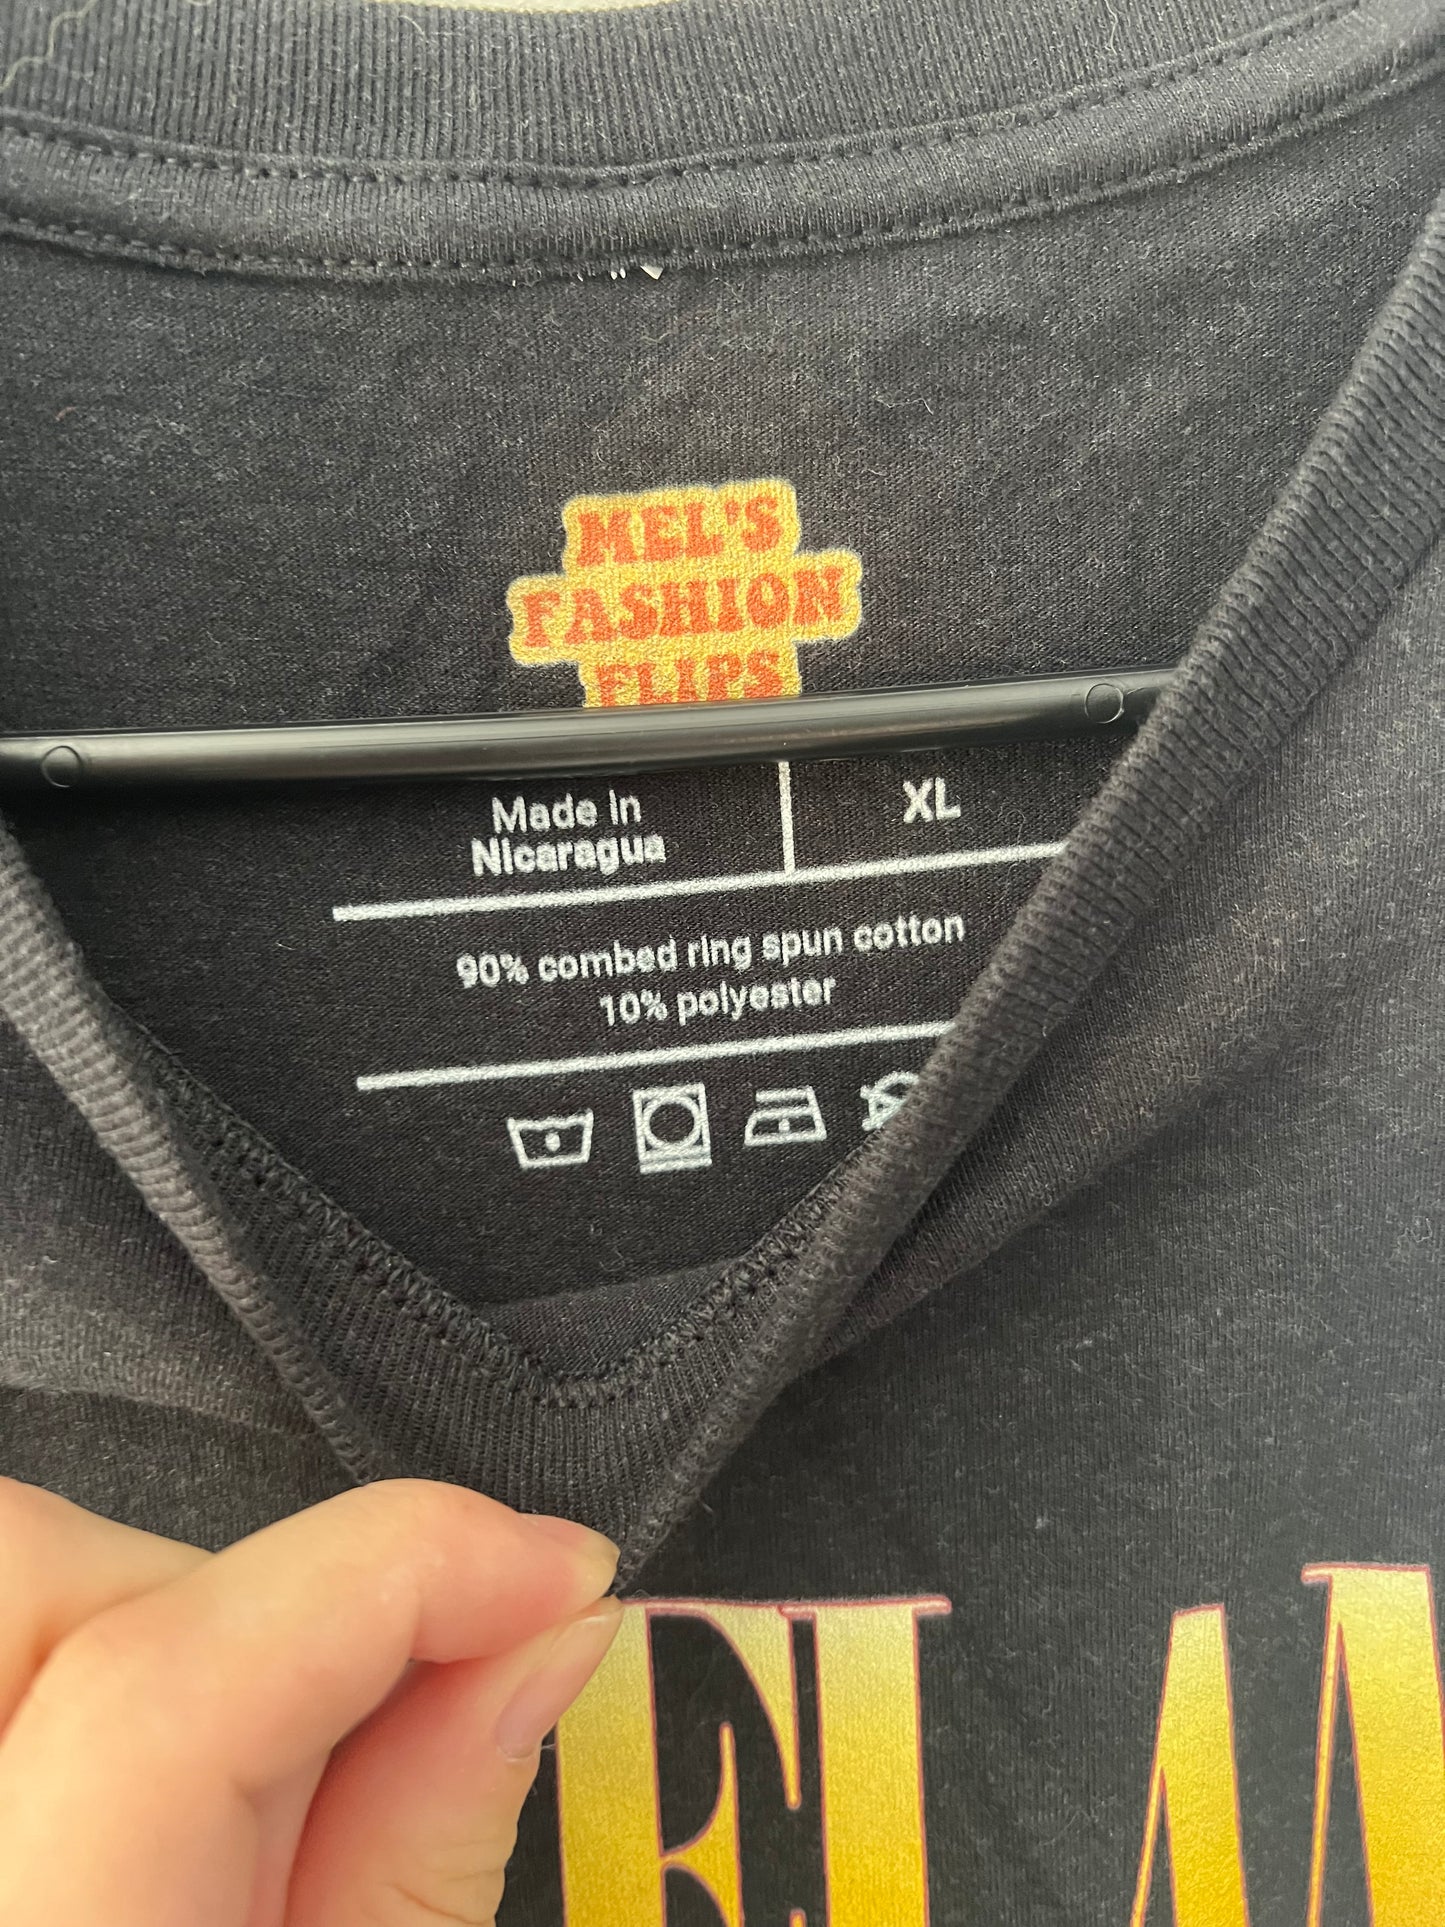 MEL'S
FASHION
FLIPS
Made in
Nicaragua
XL
90% combed ring spun cotton
10% polyester